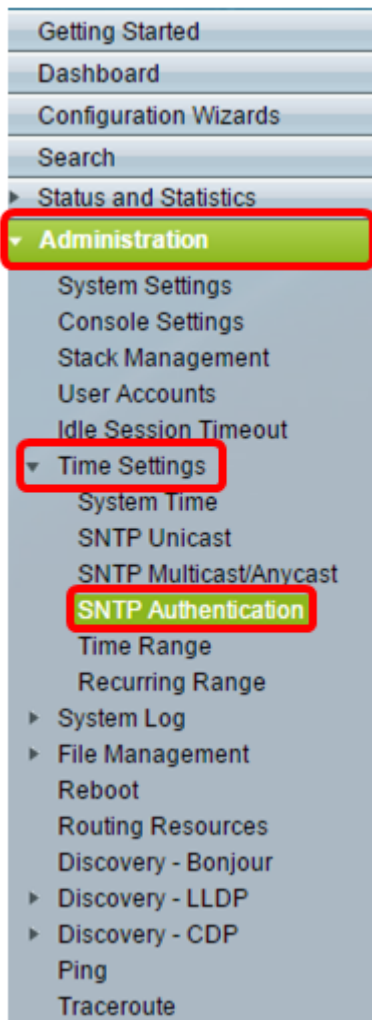 Getting Started
Dashboard
Configuration Wizards
Search
Status and Statistics
Administration
System Settings
Console Settings
Stack Management
User Accounts
Idle Session Timeout
Time Settings
System Time
SNTP Unicast
SNTP Multicast/Anycast
SNTP Authentication
Time Range
Recurring Range
System Log
File Management
Reboot
Routing Resources
Discovery - Bonjour
Discovery - LLDP
Discovery - CDP
Ping
Traceroute